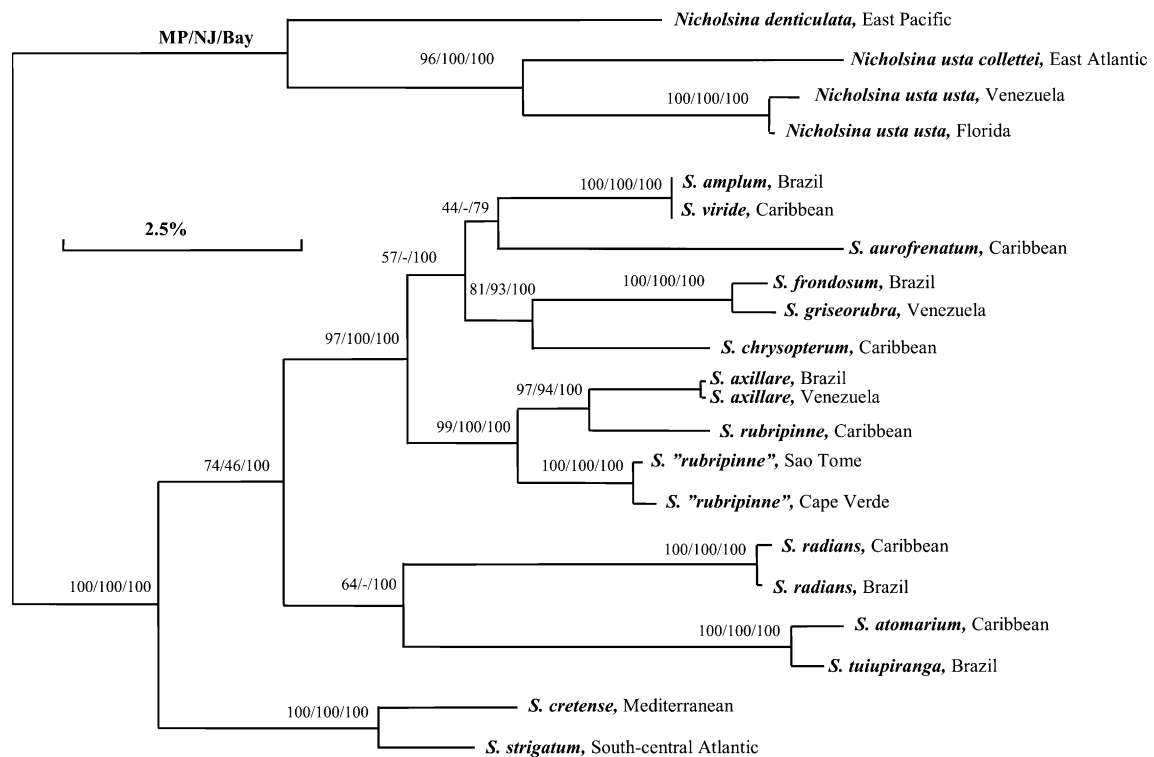 Nicholsina denticulata, East Pacific
MP/NJ/Bay
96/100/100
Nicholsina usta collettei, East Atlantic
100/100/100
Nicholsina usta usta, Venezuela
Nicholsina usta usta, Florida
100/100/100
S. amplum, Brazil
44/-/79
S. viride, Caribbean
2.5%
S. aurofrenatum, Caribbean
57/-/100
81/93/100
100/100/100
S. frondosum, Brazil
S. griseorubra, Venezuela
97/100/100
S. chrysopterum, Caribbean
97/94/100
S. axillare, Brazil
S. axillare, Venezuela
99/100/100
S. rubripinne, Caribbean
74/46/100
100/100/100
S. ”rubripinne”, Sao Tome
S. ”rubripinne”, Cape Verde
100/100/100
S. radians, Caribbean
100/100/100
64/-/100
S. radians, Brazil
100/100/100
S. atomarium, Caribbean
S. tuiupiranga, Brazil
100/100/100
S. cretense, Mediterranean
S. strigatum, South-central Atlantic